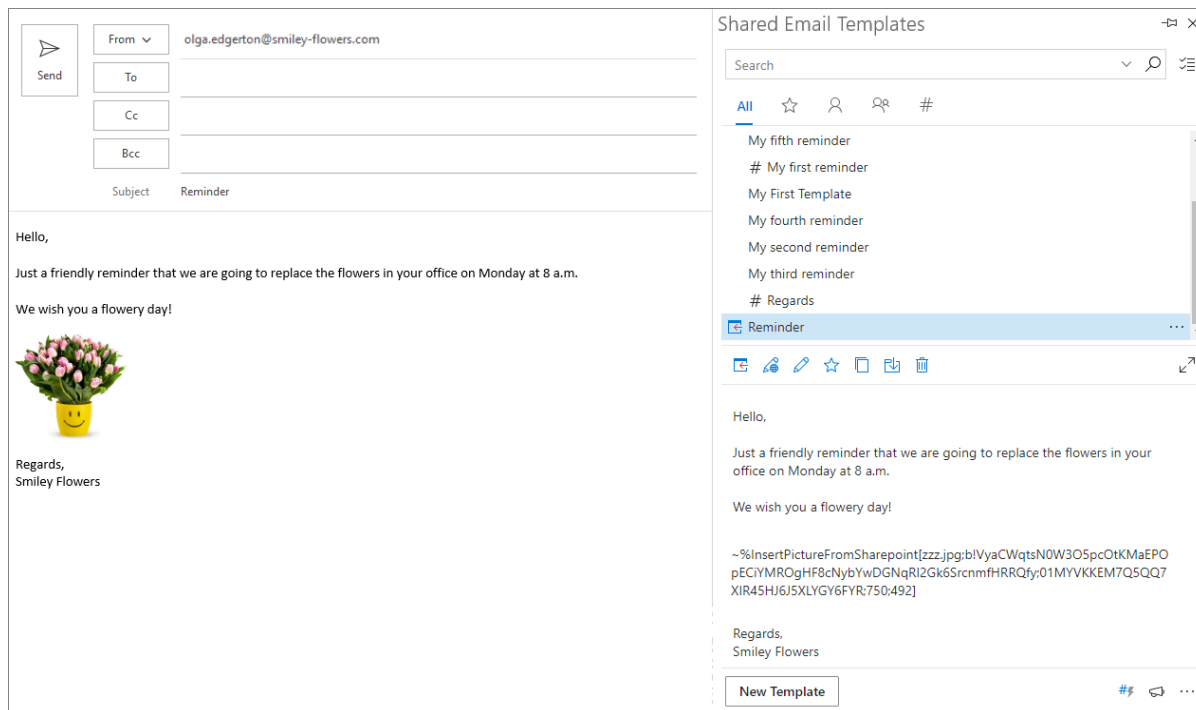 Send
From
olga.edgerton@smiley-flowers.com
To
Cc
Bcc
Subject
Reminder
Hello,
Just a friendly reminder that we are going to replace the flowers in your office on Monday at 8 a.m.
We wish you a flowery day!
Regards,
Smiley Flowers
Shared Email Templates
Search
All
#
My fifth reminder
# My first reminder
My First Template
My fourth reminder
My second reminder
My third reminder
# Regards
Reminder
Hello,
Just a friendly reminder that we are going to replace the flowers in your
office on Monday at 8 a.m.
We wish you a flowery day!
~%InsertPictureFromSharepoint[zzz.jpg;b!VyaCWqtsN0W3O5pcOtKMaEPO
pECiYMROgHF8cNybYwDGNqRI2Gk6SrcnmfHRRQfy;01MYVKKEM7Q5QQ7
XIR45HJ6J5XLYGY6FYR;750;492]
Regards,
Smiley Flowers
New Template